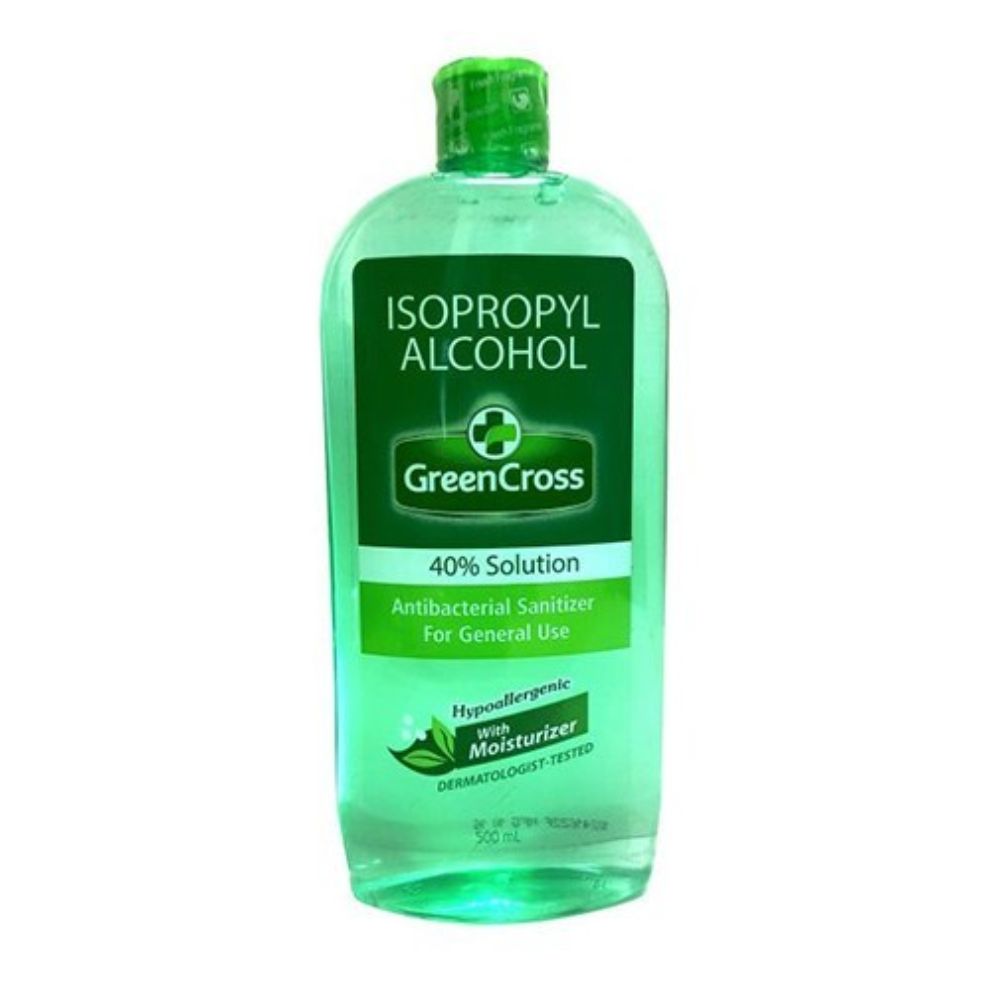 ISOPROPYL
ALCOHOL
GreenCross
40% Solution
Antibacterial Sanitizer
For General Use
Hypoallergenic
With
Moisturizer
DERMATOLOGIST-TESTED
500 mL